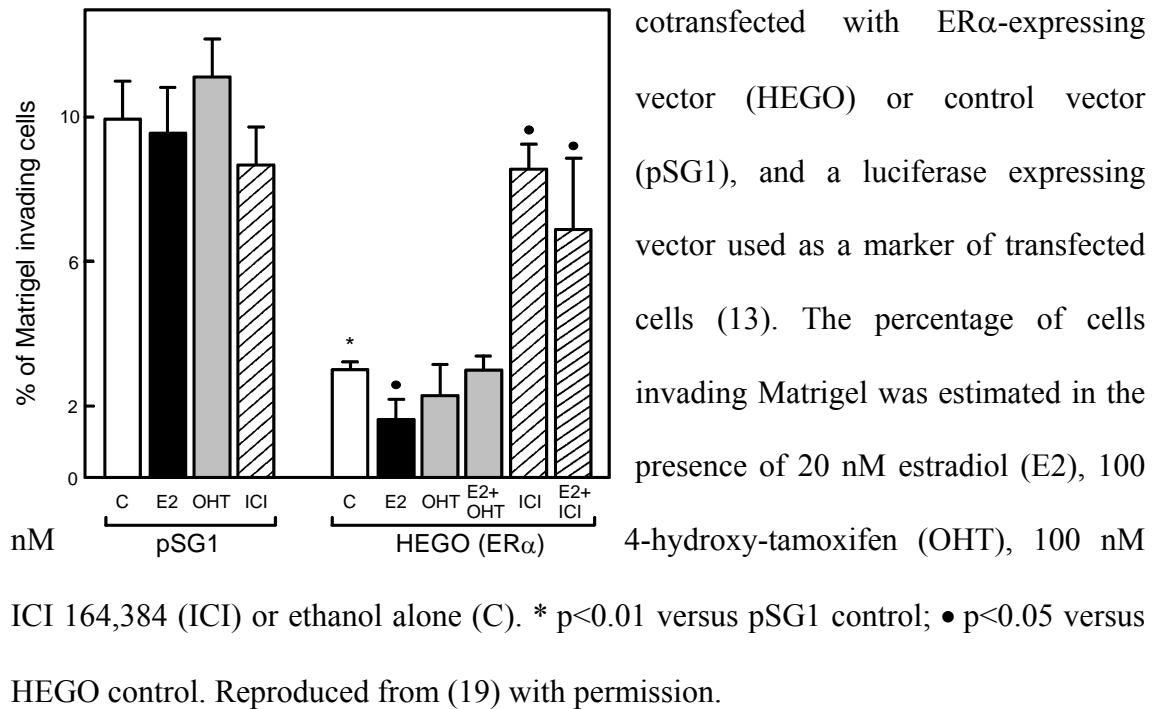 cotransfected with ERα-expressing
vector (HEGO) or control vector
(pSG1), and a luciferase expressing
vector used as a marker of transfected
cells (13). The percentage of cells
invading Matrigel was estimated in the
presence of 20 nM estradiol (E2), 100
nM 4-hydroxy-tamoxifen (OHT), 100 nM
ICI 164,384 (ICI) or ethanol alone (C). * p<0.01 versus pSG1 control; • p<0.05 versus
HEGO control. Reproduced from (19) with permission.
% of Matrigel invading cells
10
6
2
0
*
•
•
•
C E2 OHT ICI C E2 OHT E2+ OHT ICI E2+ ICI
pSG1 HEGO (ERα)